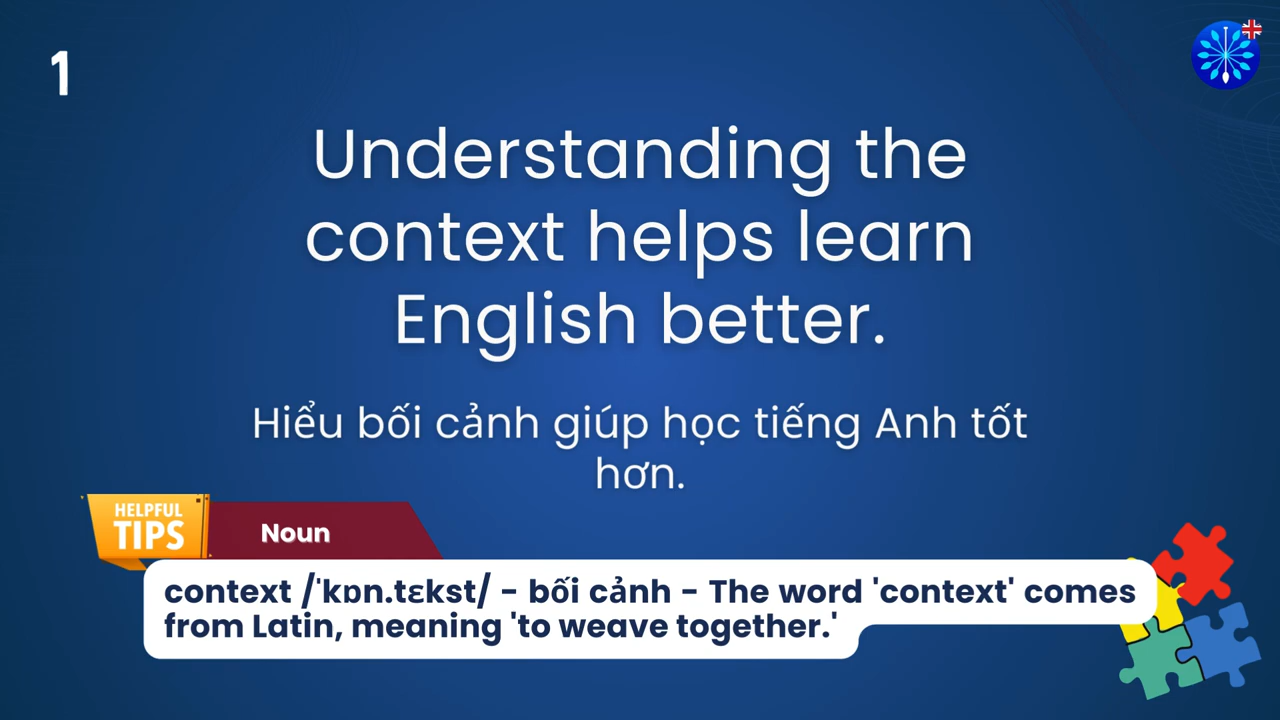 1
Understanding the
context helps learn
English better.
Hiểu bối cảnh giúp học tiếng Anh tốt
hơn.
HELPFUL
TIPS
Noun
context /ˈkɒn.tɛkst/ - bối cảnh - The word 'context' comes
from Latin, meaning 'to weave together.'